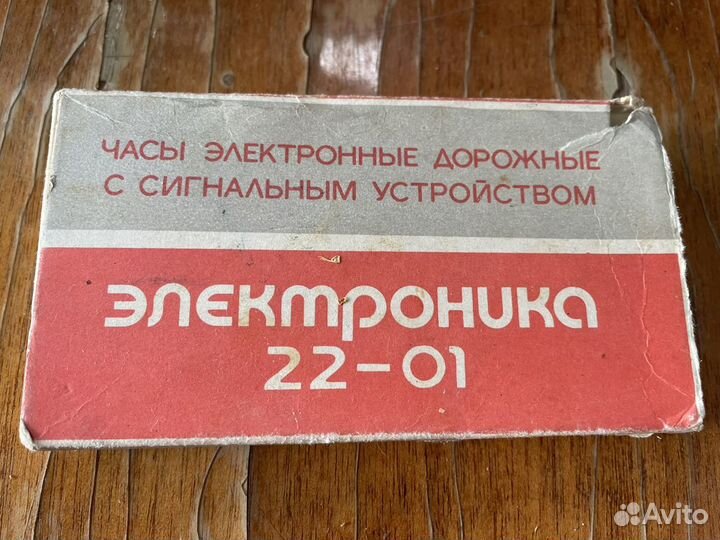 ЧАСЫ ЭЛЕКТРОННЫЕ ДОРОЖНЫЕ
С СИГНАЛЬНЫМ УСТРОЙСТВОМ
электроника
22-01
Avito